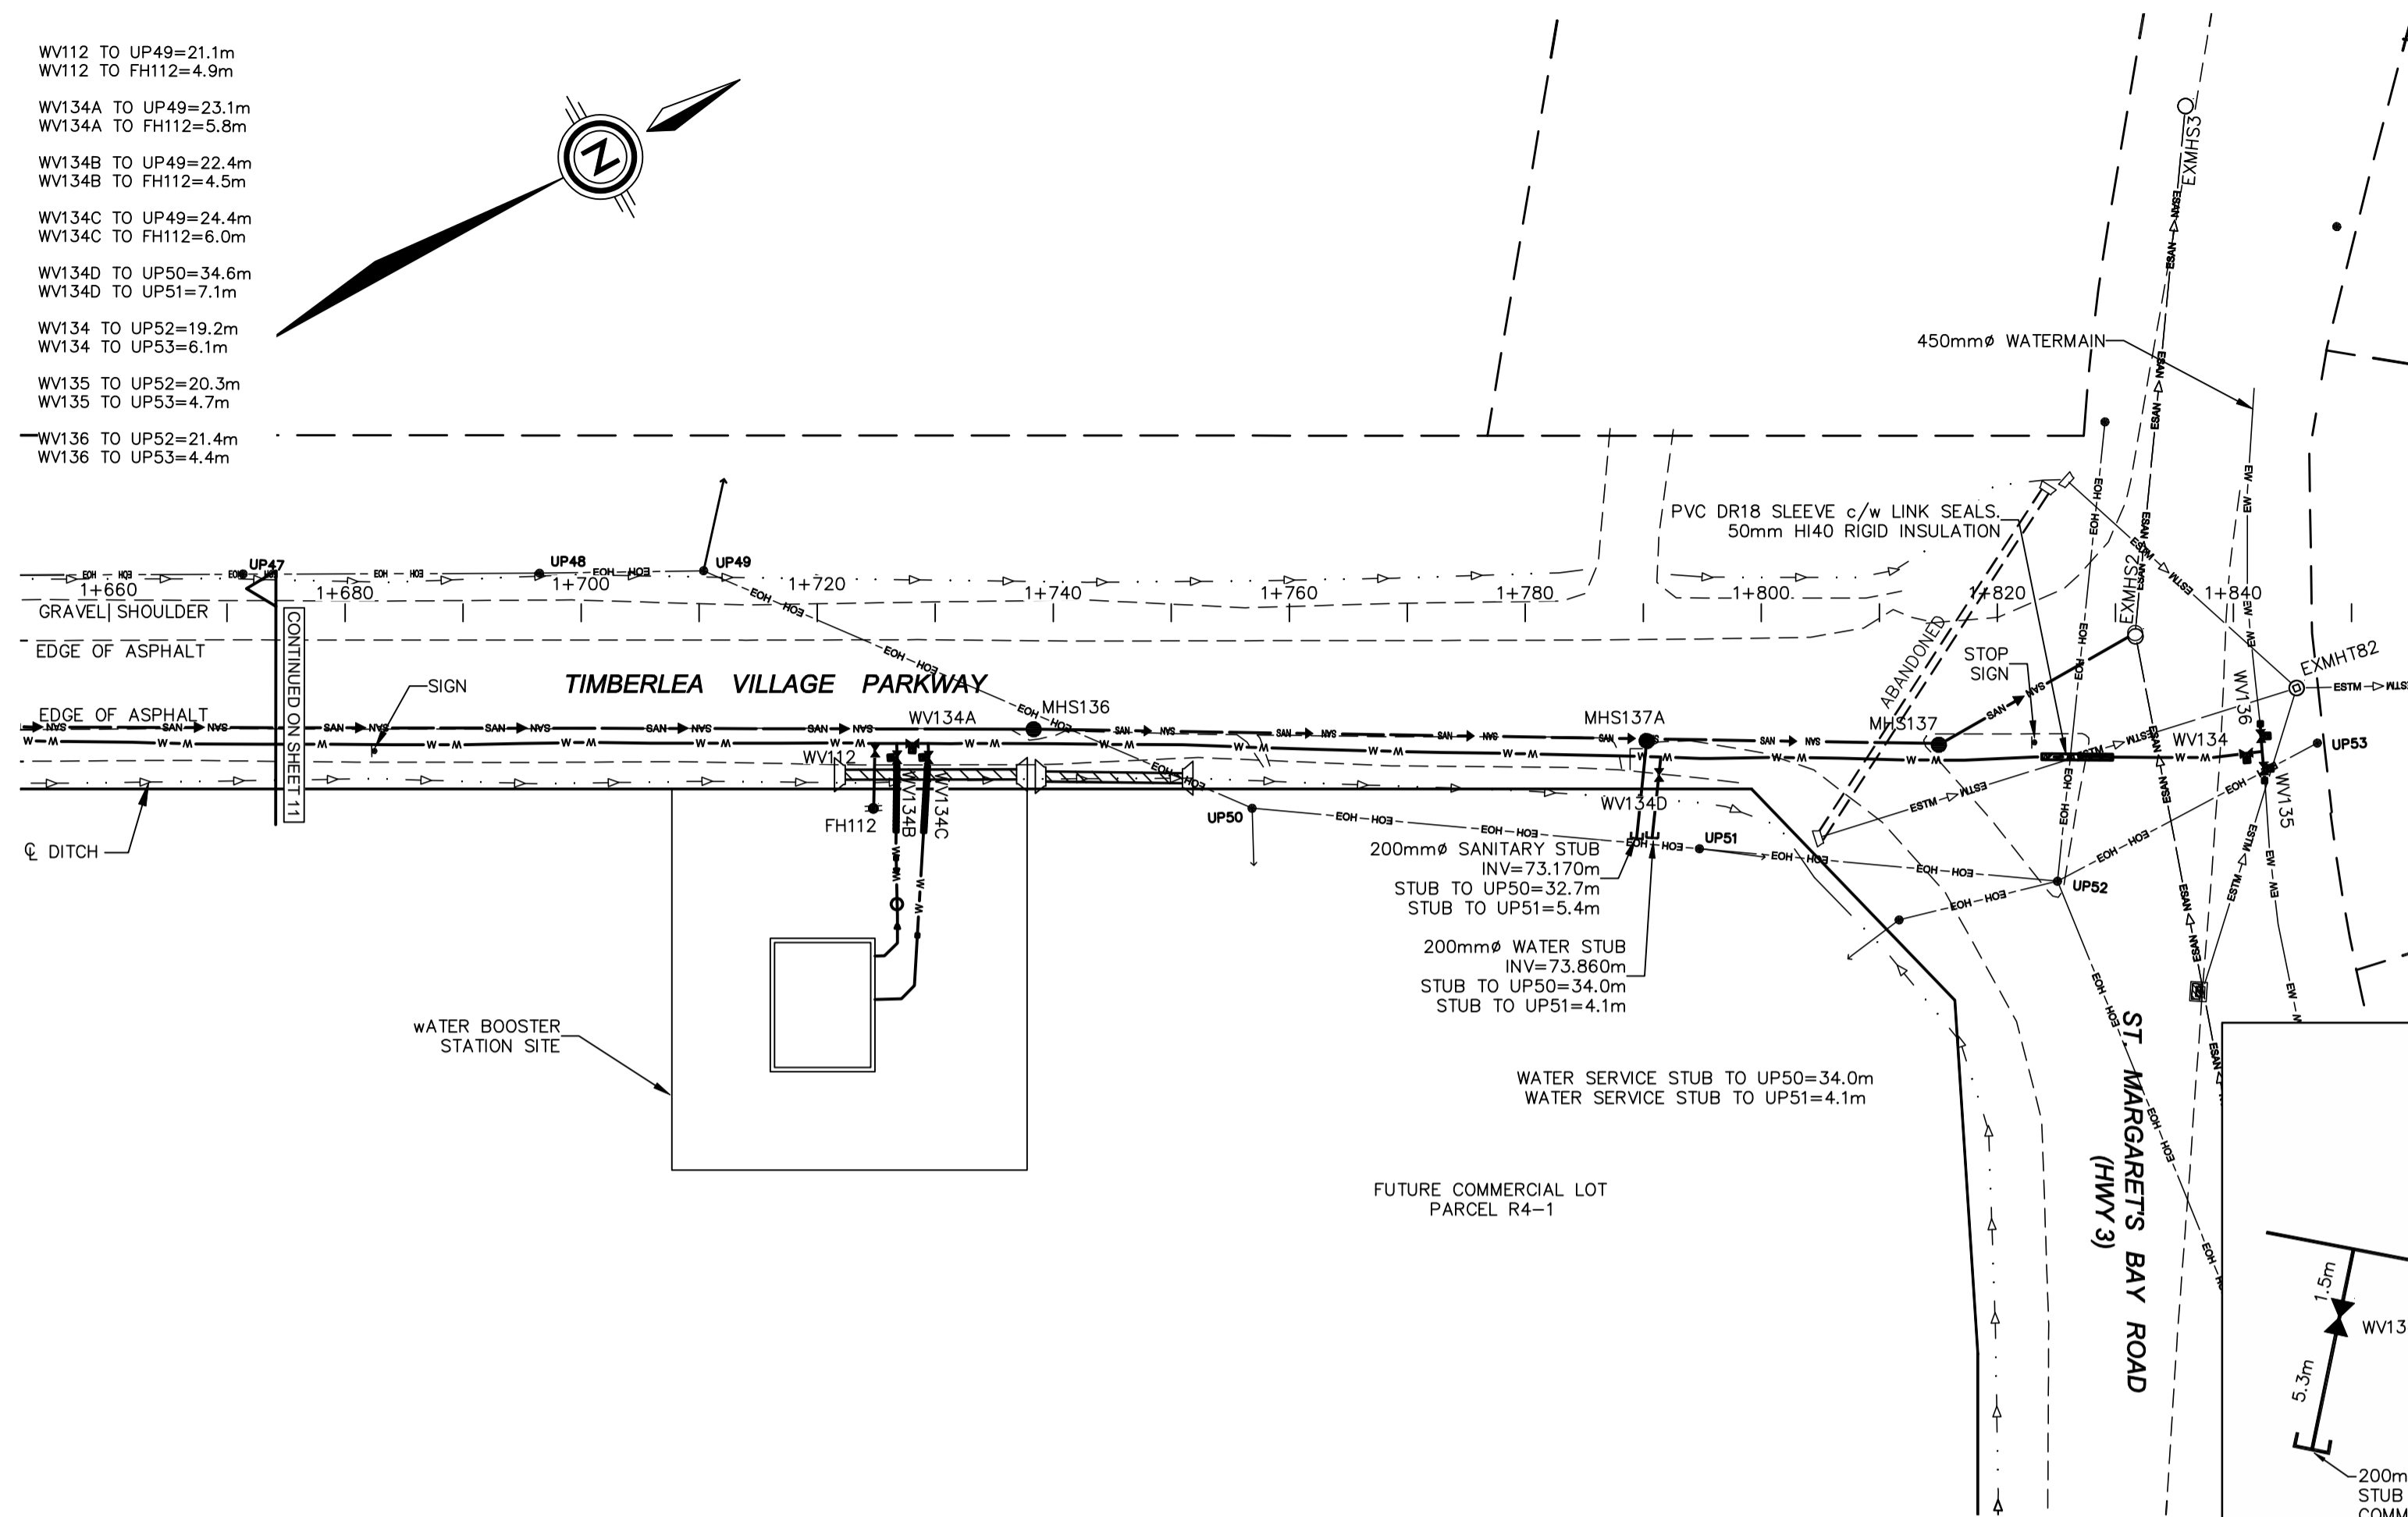 WV112 TO UP49=21.1m
WV112 TO FH112=4.9m
WV134A TO UP49=23.1m
WV134A TO FH112=5.8m
WV134B TO UP49=22.4m
WV134B TO FH112=4.5m
WV134C TO UP49=24.4m
WV134C TO FH112=6.0m
WV134D TO UP50=34.6m
WV134D TO UP51=7.1m
WV134 TO UP52=19.2m
WV134 TO UP53=6.1m
WV135 TO UP52=20.3m
WV135 TO UP53=4.7m
WV136 TO UP52=21.4m
WV136 TO UP53=4.4m
N
EXMHS3
450mmø WATERMAIN
PVC DR18 SLEEVE c/w LINK SEALS.
50mm HI40 RIGID INSULATION
UP47
UP48
UP49
1+660
1+680
1+700
1+720
1+740
1+760
1+780
1+800
1+820
1+840
GRAVEL SHOULDER
EDGE OF ASPHALT
CONTINUED ON SHEET 11
SIGN
TIMBERLEA VILLAGE PARKWAY
EDGE OF ASPHALT
ABANDONED
STOP
SIGN
EXMHS2
EXMHT82
WV134A
MHS136
MHS137A
MHS137
WV134
WV136
UP53
WV112
WV134B
WV134C
WV134D
WV135
FH112
UP50
UP51
UP52
℄ DITCH
200mmø SANITARY STUB
INV=73.170m
STUB TO UP50=32.7m
STUB TO UP51=5.4m
200mmø WATER STUB
INV=73.860m
STUB TO UP50=34.0m
STUB TO UP51=4.1m
wATER BOOSTER
STATION SITE
WATER SERVICE STUB TO UP50=34.0m
WATER SERVICE STUB TO UP51=4.1m
FUTURE COMMERCIAL LOT
PARCEL R4-1
ST. MARGARET'S BAY ROAD
(HWY 3)
1.5m
WV13
5.3m
200m
STUB
COMM